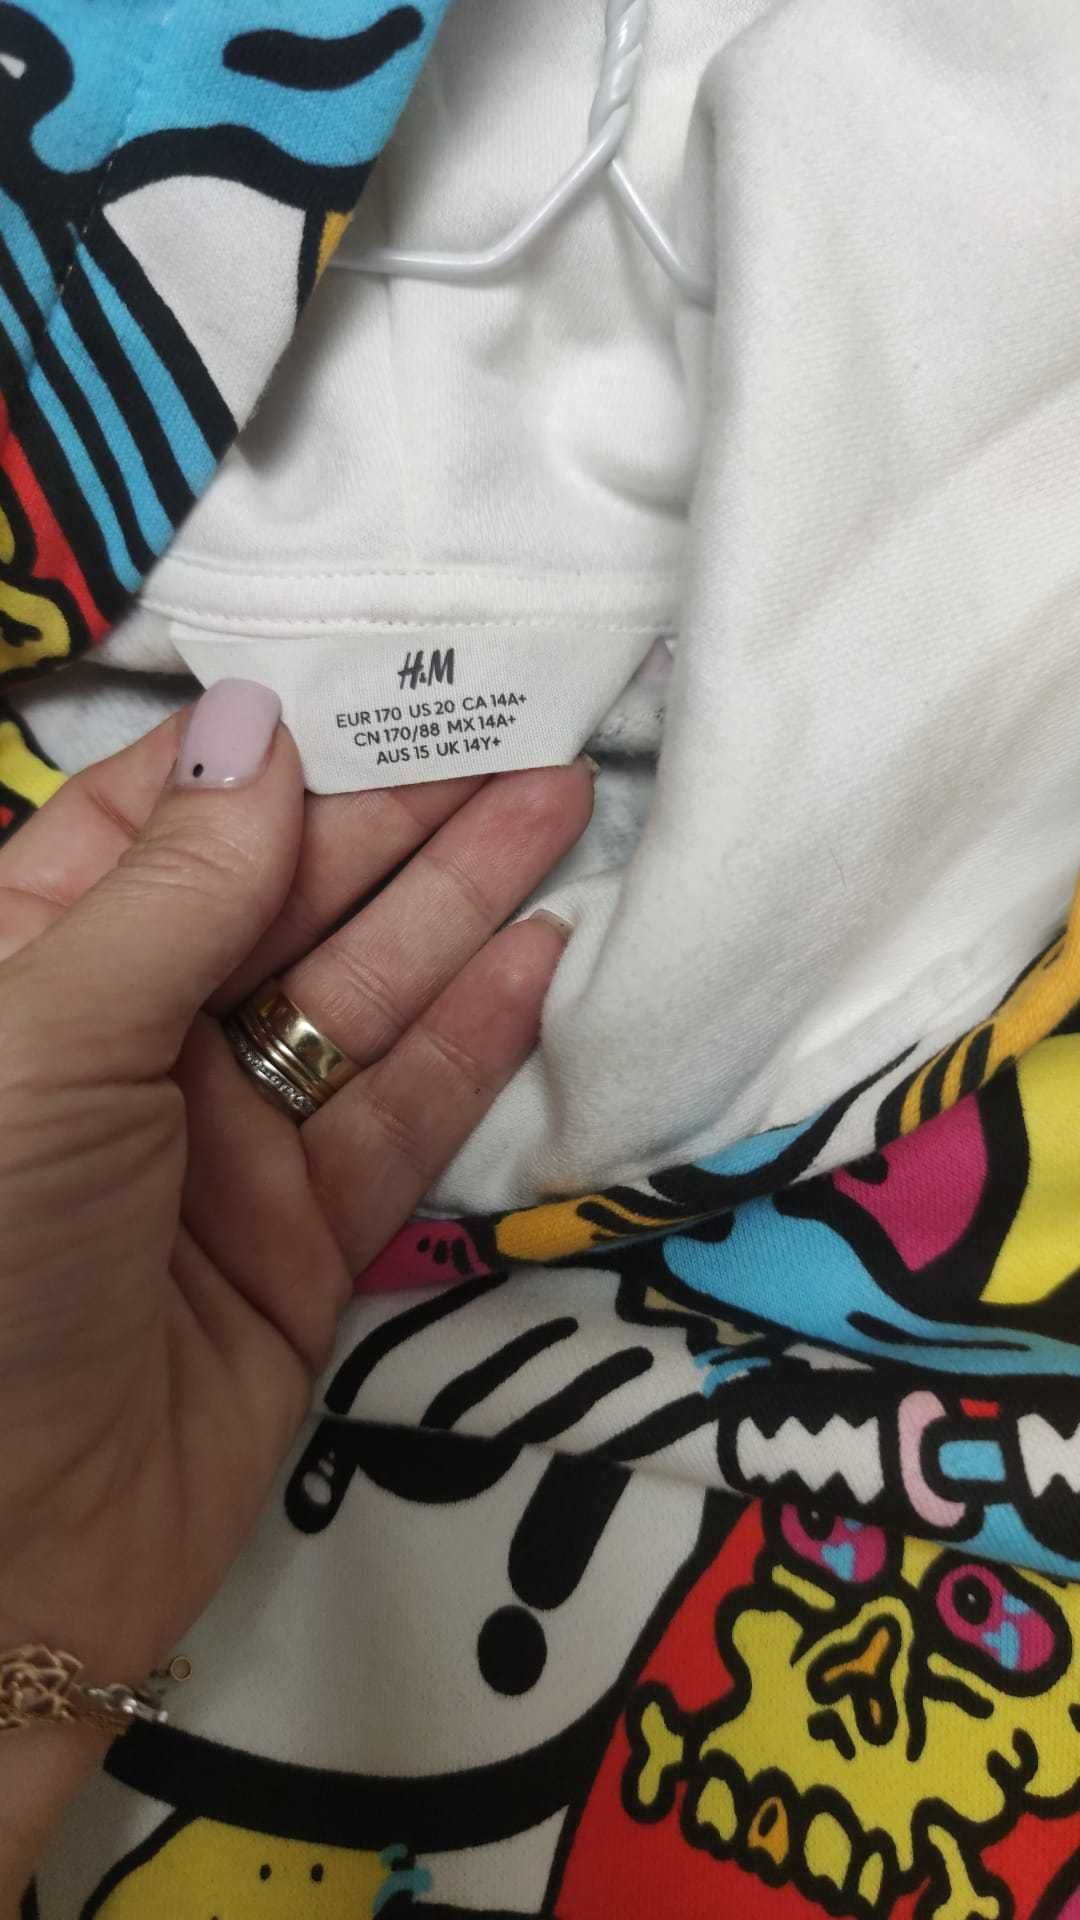 H&M
EUR 170 US 20 CA 14A+
CN 170/88 MX 14A+
AUS 15 UK 14Y+